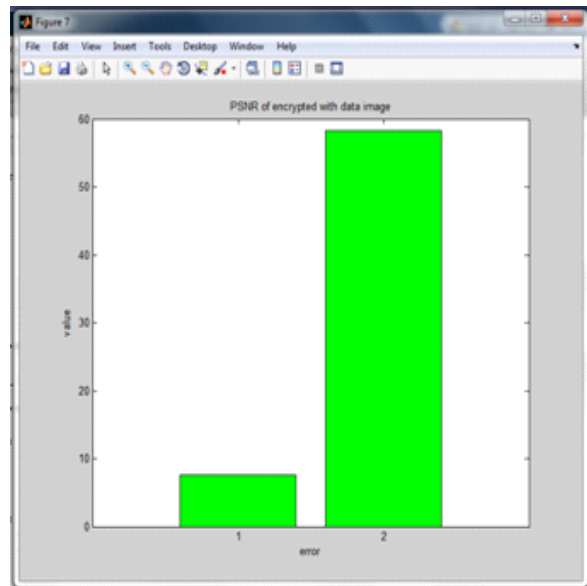 Figure 7
File Edit View Insert Tools Desktop Window Help
PSNR of encrypted with data image
60
50
40
30
20
10
0
value
1 2
error